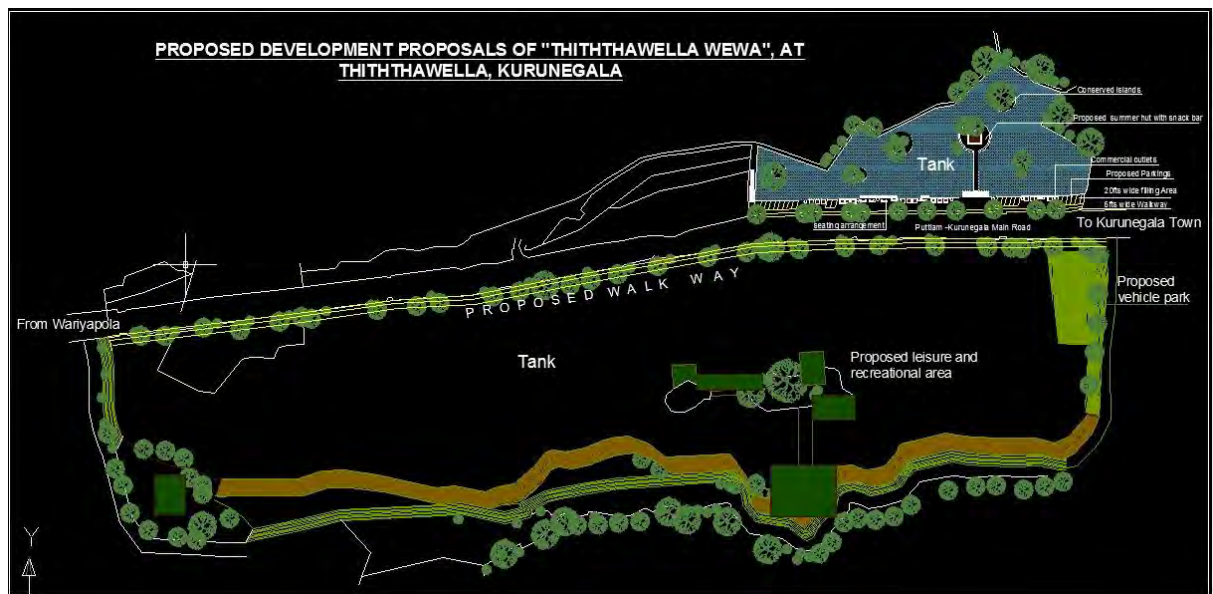 PROPOSED DEVELOPMENT PROPOSALS OF "THITHTHAWELLA WEWA", AT
THITHTHAWELLA, KURUNEGALA
Conserved Islands
Proposed summer hut with snack bar
Commercial outlets
Tank
Proposed Parkings
20fts wide filling Area
6fts wide Walkway
seating arrangement
Puttlam -Kurunegala Main Road
To Kurunegala Town
PROPOSED WALK WAY
Proposed
vehicle park
From Wariyapola
Tank
Proposed leisure and
recreational area
Y